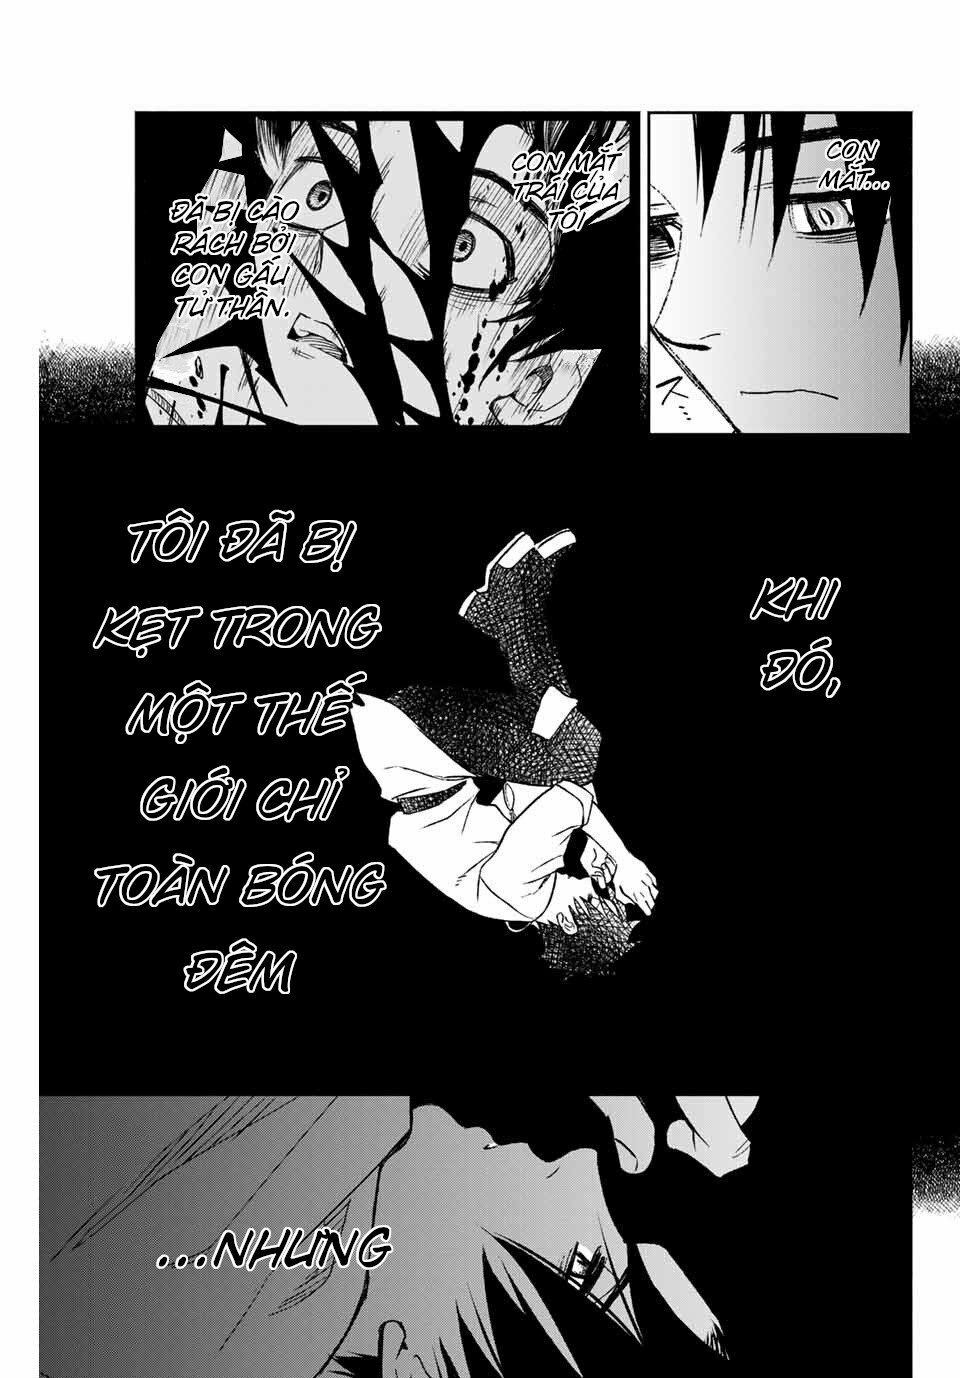 CON
MẮT...
CON MẮT
TRÁI CỦA
TÔI
ĐÃ BỊ CÀO
RÁCH BỞI
CON GẤU
TỬ THẦN.
ス...
KHI
ĐÓ,
TÔI ĐÃ BỊ
KẸT TRONG
MỘT THẾ
GIỚI CHỈ
TOÀN BÓNG
ĐÊM
...NHƯNG